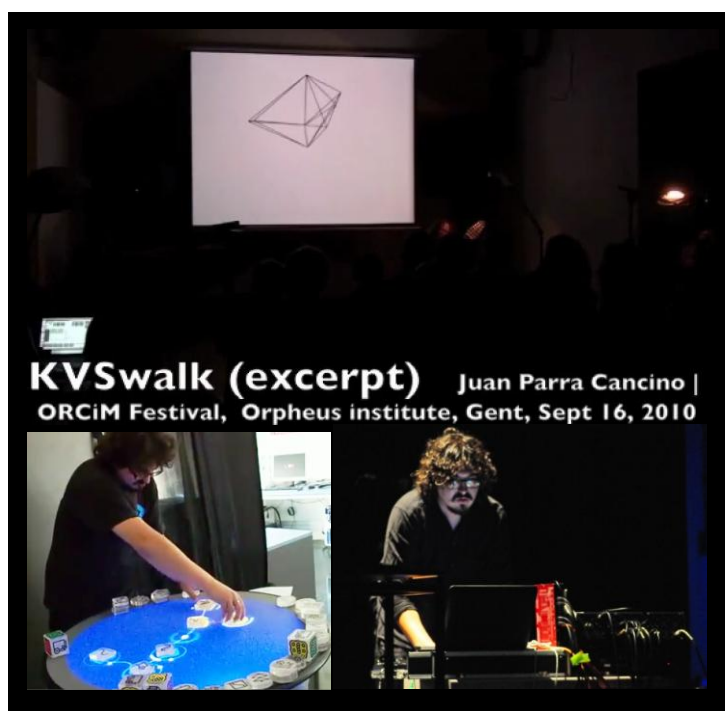 KVSwalk (excerpt) Juan Parra Cancino |
ORCiM Festival, Orpheus institute, Gent, Sept 16, 2010